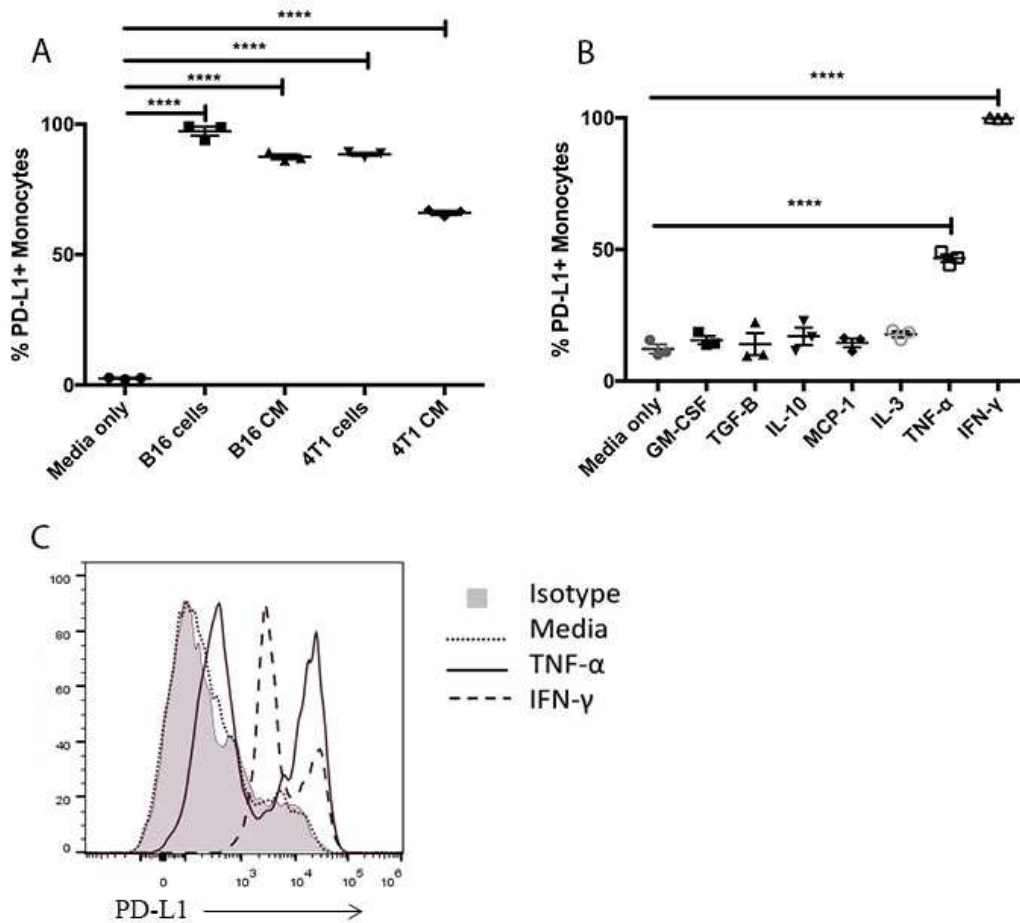 A
****
****
****
****
% PD-L1+ Monocytes
100
50
0
Media only
B16 cells
B16 CM
4T1 cells
4T1 CM
B
****
****
% PD-L1+ Monocytes
100
50
0
Media only
GM-CSF
TGF-B
IL-10
MCP-1
IL-3
TNF-α
IFN-γ
C
100
80
60
40
20
0
0
10³
10⁴
10⁵
10⁶
PD-L1
Isotype
Media
TNF-α
IFN-γ